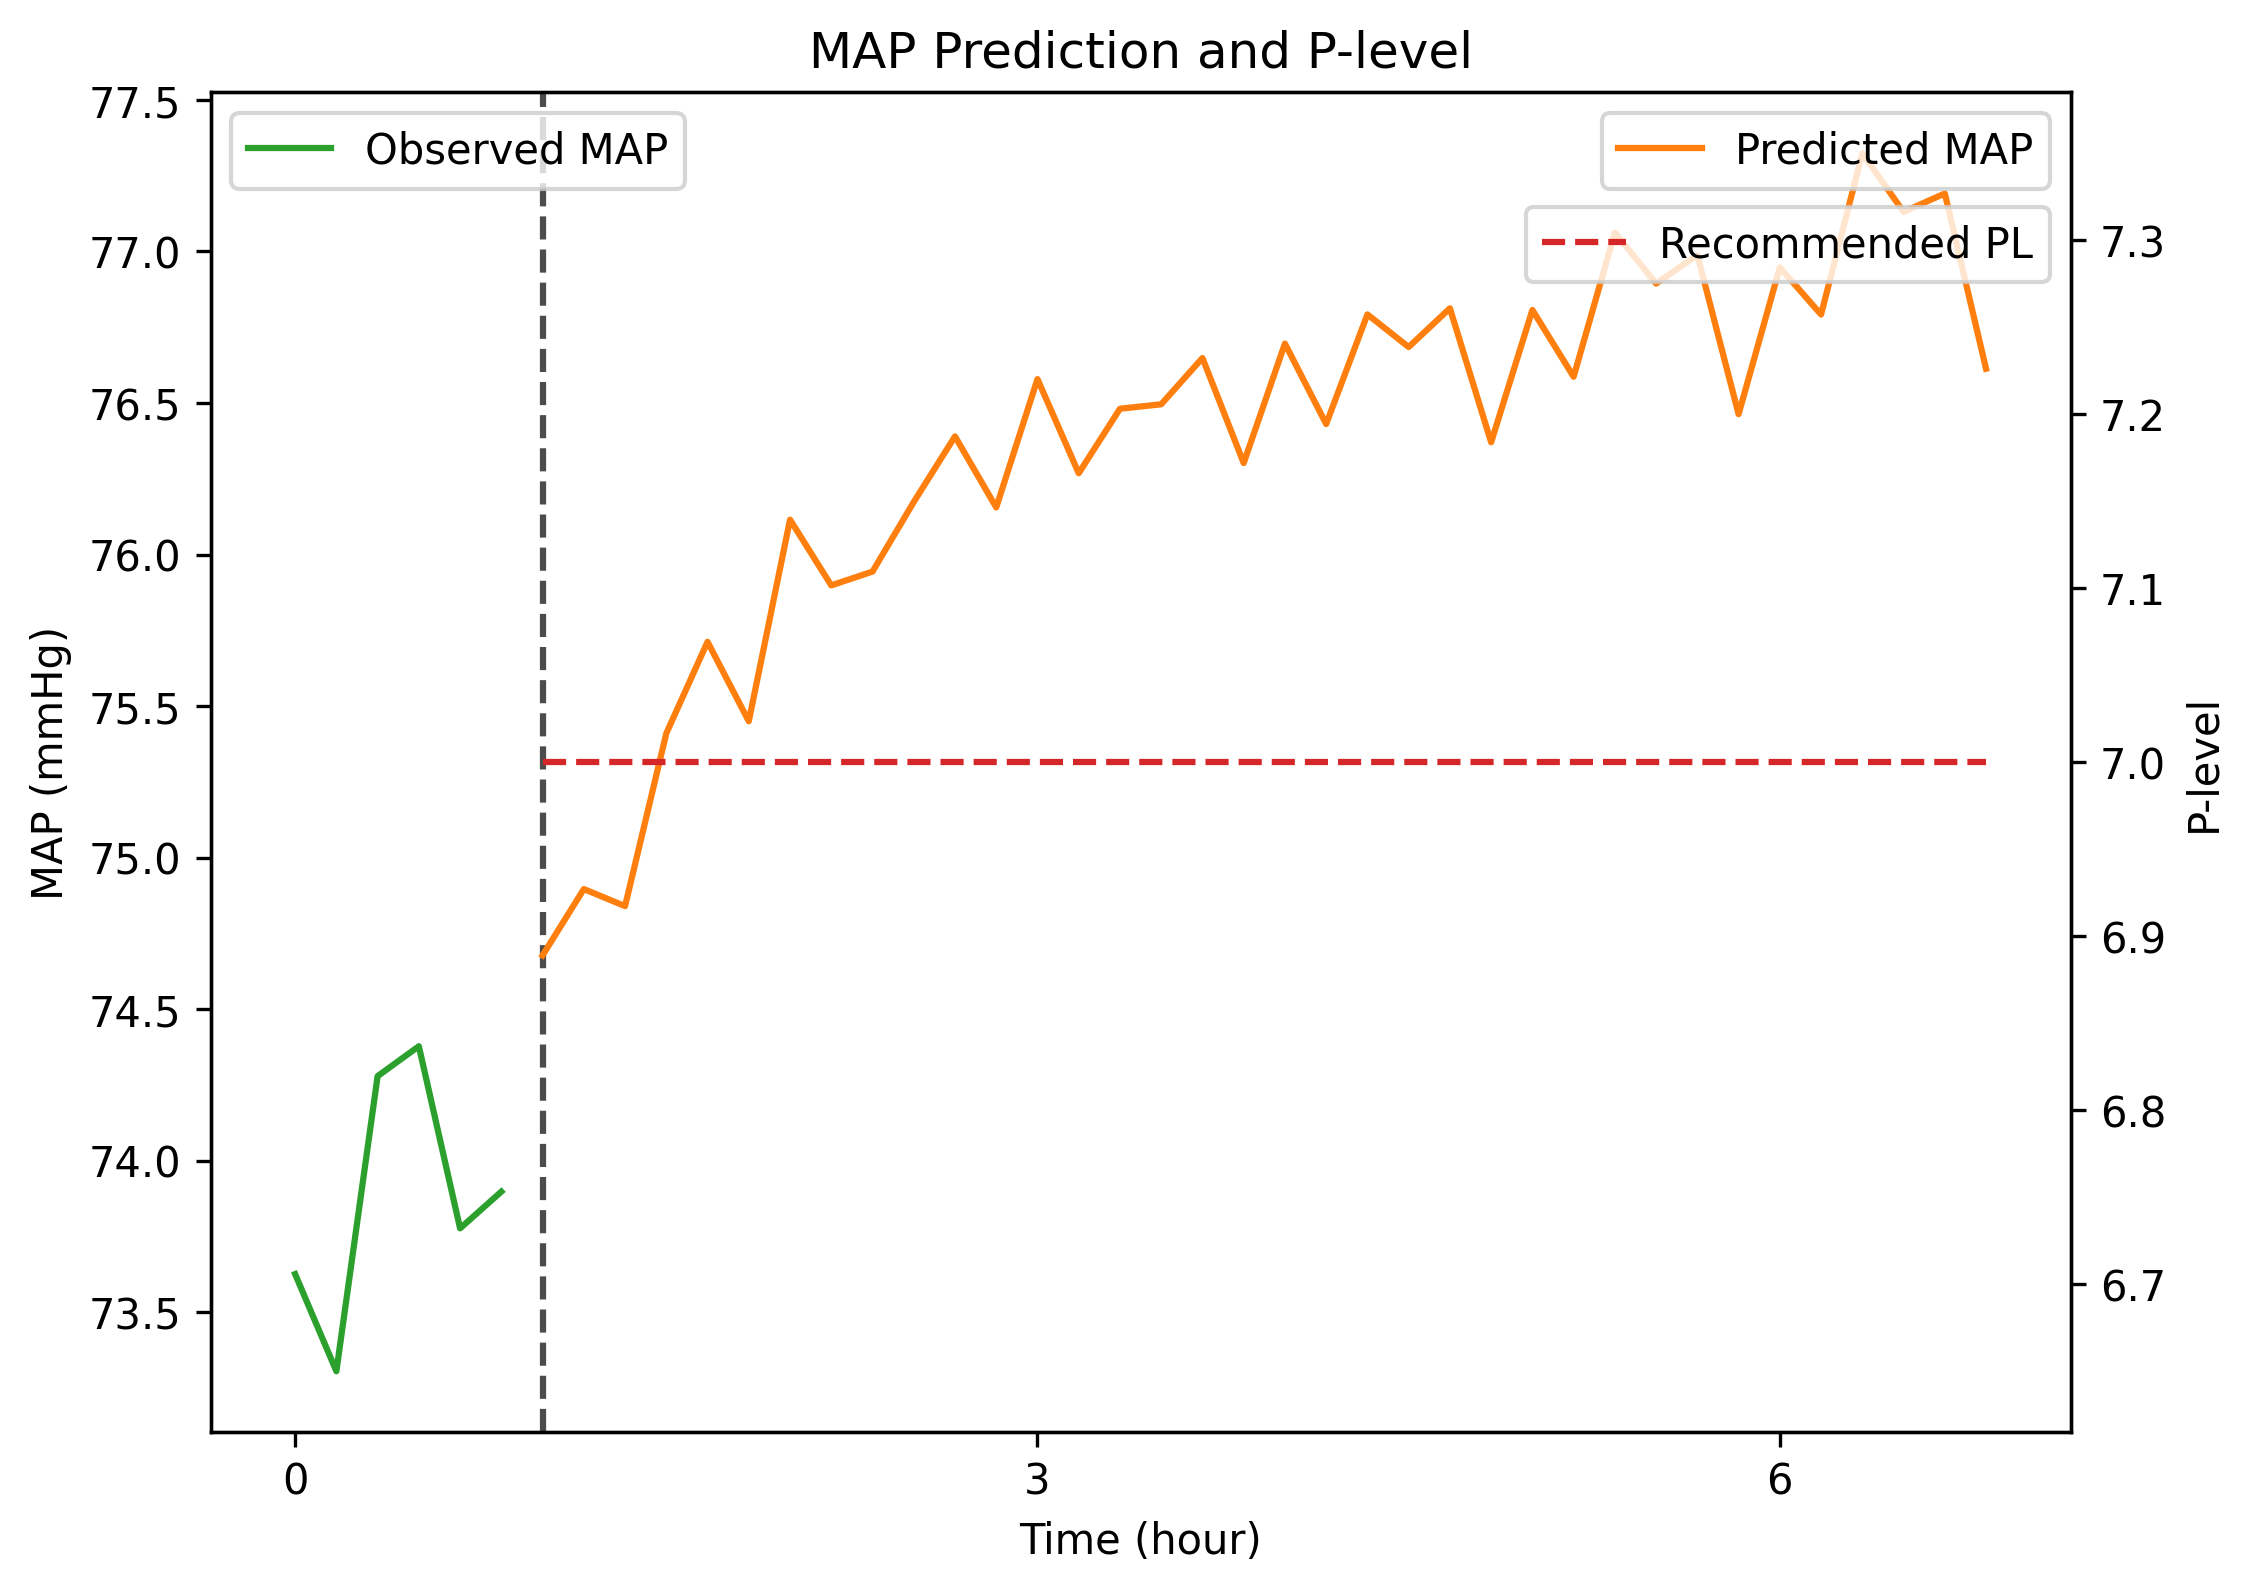 MAP Prediction and P-level
Observed MAP
Predicted MAP
Recommended PL
77.5
77.0
76.5
76.0
75.5
75.0
74.5
74.0
73.5
MAP (mmHg)
7.3
7.2
7.1
7.0
6.9
6.8
6.7
P-level
0 3 6
Time (hour)